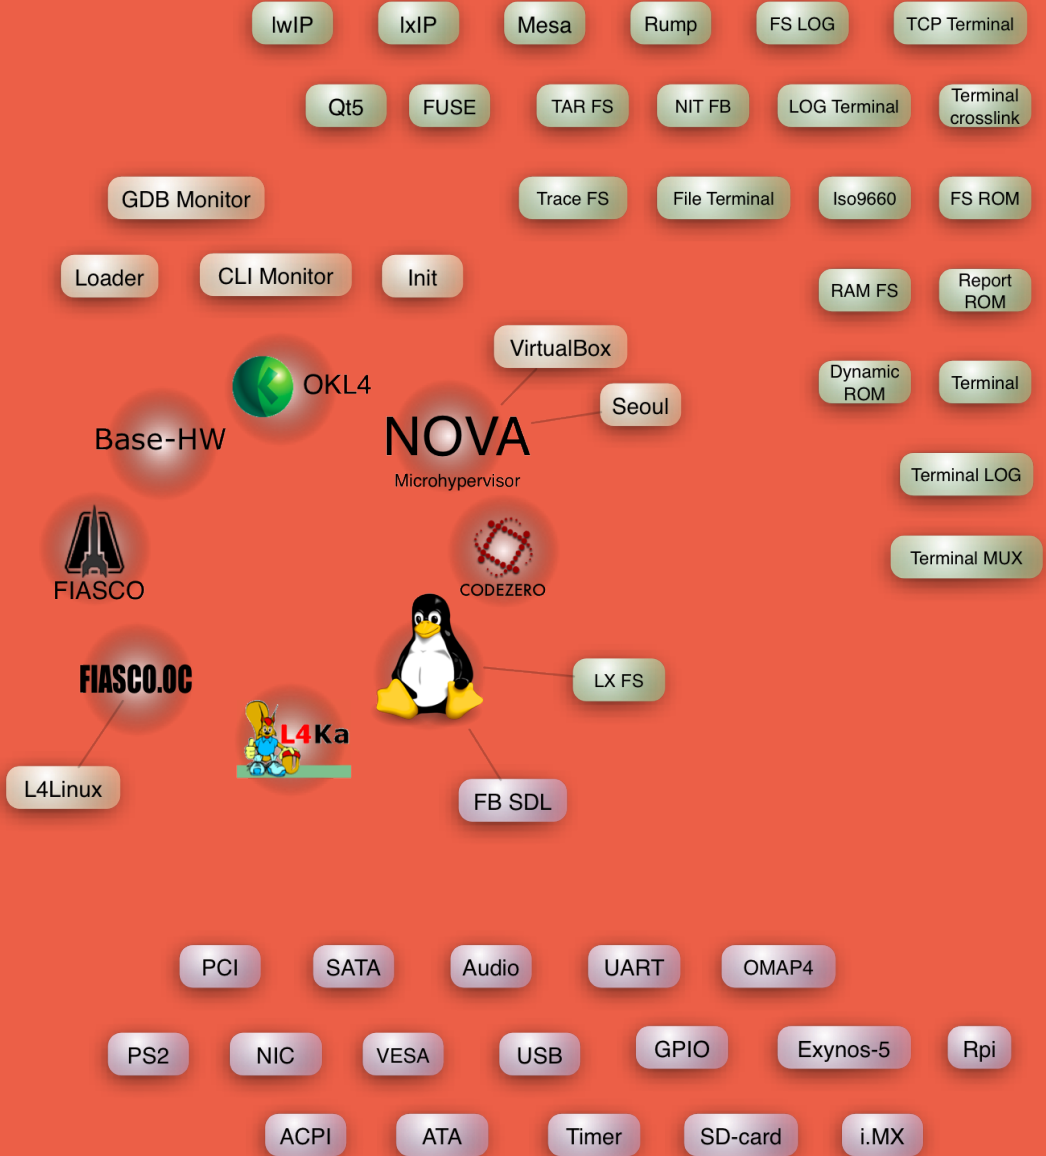 lwIP
lxIP
Mesa
Rump
FS LOG
TCP Terminal
Qt5
FUSE
TAR FS
NIT FB
LOG Terminal
Terminal
crosslink
GDB Monitor
Trace FS
File Terminal
Iso9660
FS ROM
Loader
CLI Monitor
Init
RAM FS
Report
ROM
VirtualBox
OKL4
Dynamic
ROM
Terminal
Seoul
Base-HW
NOVA
Microhypervisor
Terminal LOG
Terminal MUX
FIASCO
CODEZERO
FIASCO.OC
LX FS
L4Ka
L4Linux
FB SDL
PCI
SATA
Audio
UART
OMAP4
PS2
NIC
VESA
USB
GPIO
Exynos-5
Rpi
ACPI
ATA
Timer
SD-card
i.MX